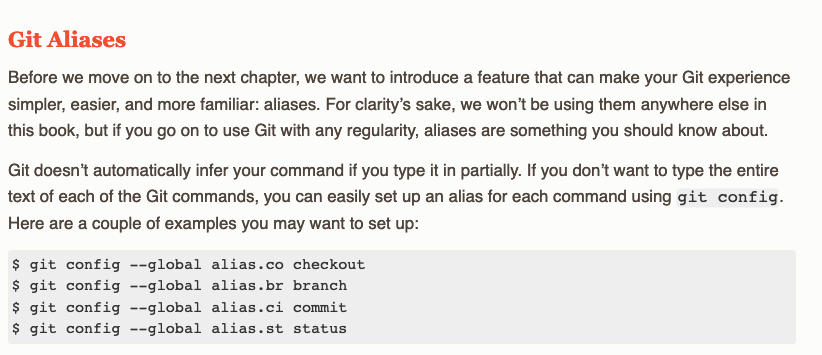 Git Aliases
Before we move on to the next chapter, we want to introduce a feature that can make your Git experience
simpler, easier, and more familiar: aliases. For clarity’s sake, we won’t be using them anywhere else in
this book, but if you go on to use Git with any regularity, aliases are something you should know about.
Git doesn’t automatically infer your command if you type it in partially. If you don’t want to type the entire
text of each of the Git commands, you can easily set up an alias for each command using git config.
Here are a couple of examples you may want to set up:
$ git config --global alias.co checkout
$ git config --global alias.br branch
$ git config --global alias.ci commit
$ git config --global alias.st status